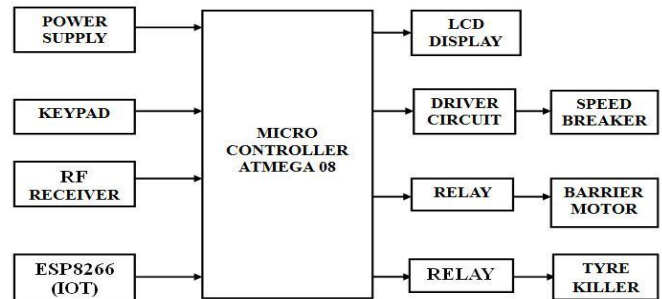 POWER
SUPPLY
KEYPAD
RF
RECEIVER
ESP8266
(IOT)
MICRO
CONTROLLER
ATMEGA 08
LCD
DISPLAY
DRIVER
CIRCUIT
SPEED
BREAKER
RELAY
BARRIER
MOTOR
RELAY
TYRE
KILLER